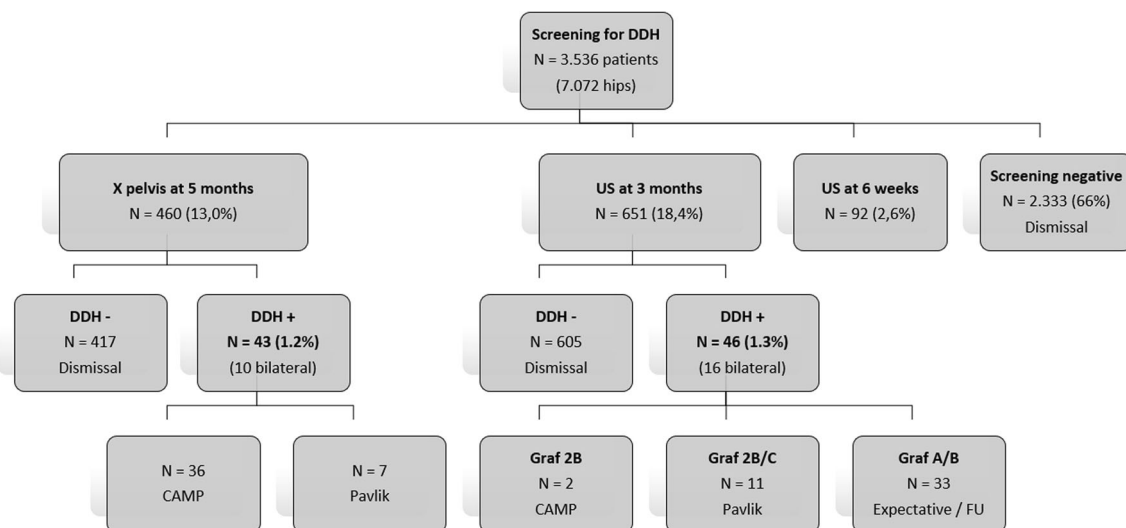 Screening for DDH
N = 3.536 patients
(7.072 hips)
X pelvis at 5 months
N = 460 (13,0%)
US at 3 months
N = 651 (18,4%)
US at 6 weeks
N = 92 (2,6%)
Screening negative
N = 2.333 (66%)
Dismissal
DDH -
N = 417
Dismissal
DDH +
N = 43 (1.2%)
(10 bilateral)
DDH -
N = 605
Dismissal
DDH +
N = 46 (1.3%)
(16 bilateral)
N = 36
CAMP
N = 7
Pavlik
Graf 2B
N = 2
CAMP
Graf 2B/C
N = 11
Pavlik
Graf A/B
N = 33
Expectative / FU